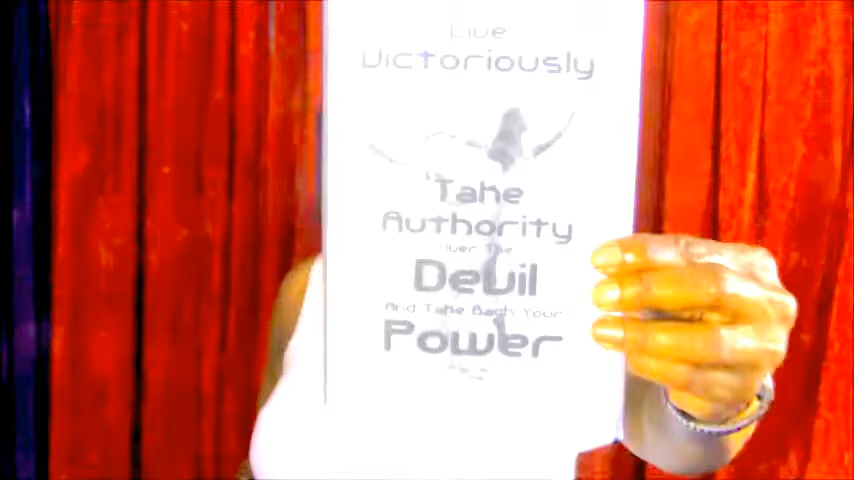 Live
Victoriously
Take
Authority
Over The
Devil
And Take Back Your
Power